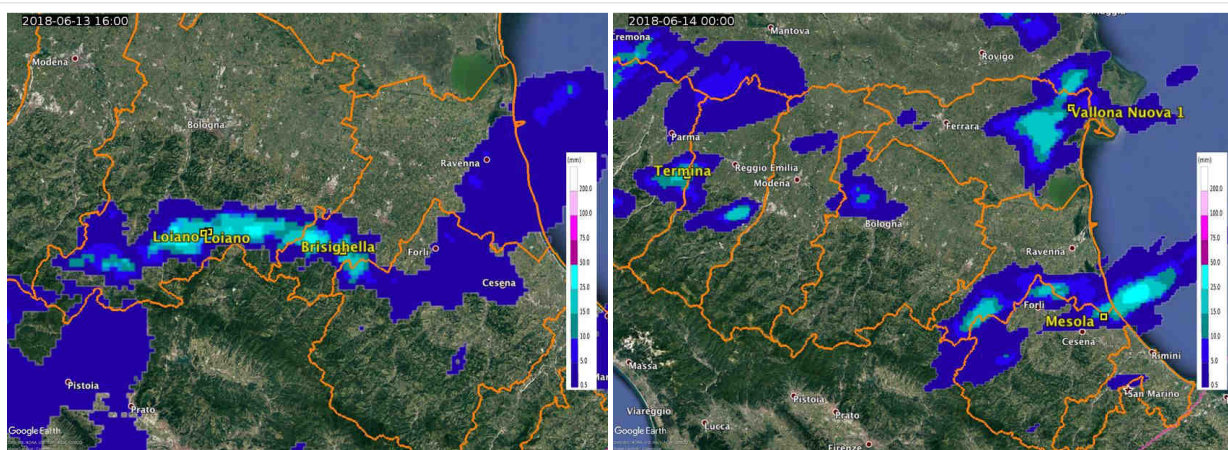 2018-06-13 16:00
Modena
Bologna
Ravenna
Loiano Loiano
Brisighella
Forlì
Cesena
Pistoia
Prato
Google Earth
(mm)
200.0
100.0
50.0
25.0
15.0
10.0
5.0
0.5
2018-06-14 00:00
Cremona
Mantova
Rovigo
Vallona Nuova 1
Ferrara
Parma
Termina
Reggio Emilia
Modena
Bologna
Ravenna
Forlì
Mesola
Cesena
Rimini
San Marino
Massa
Viareggio
Pistoia
Prato
Lucca
Firenze
Google Earth
(mm)
200.0
100.0
50.0
25.0
15.0
10.0
5.0
0.5